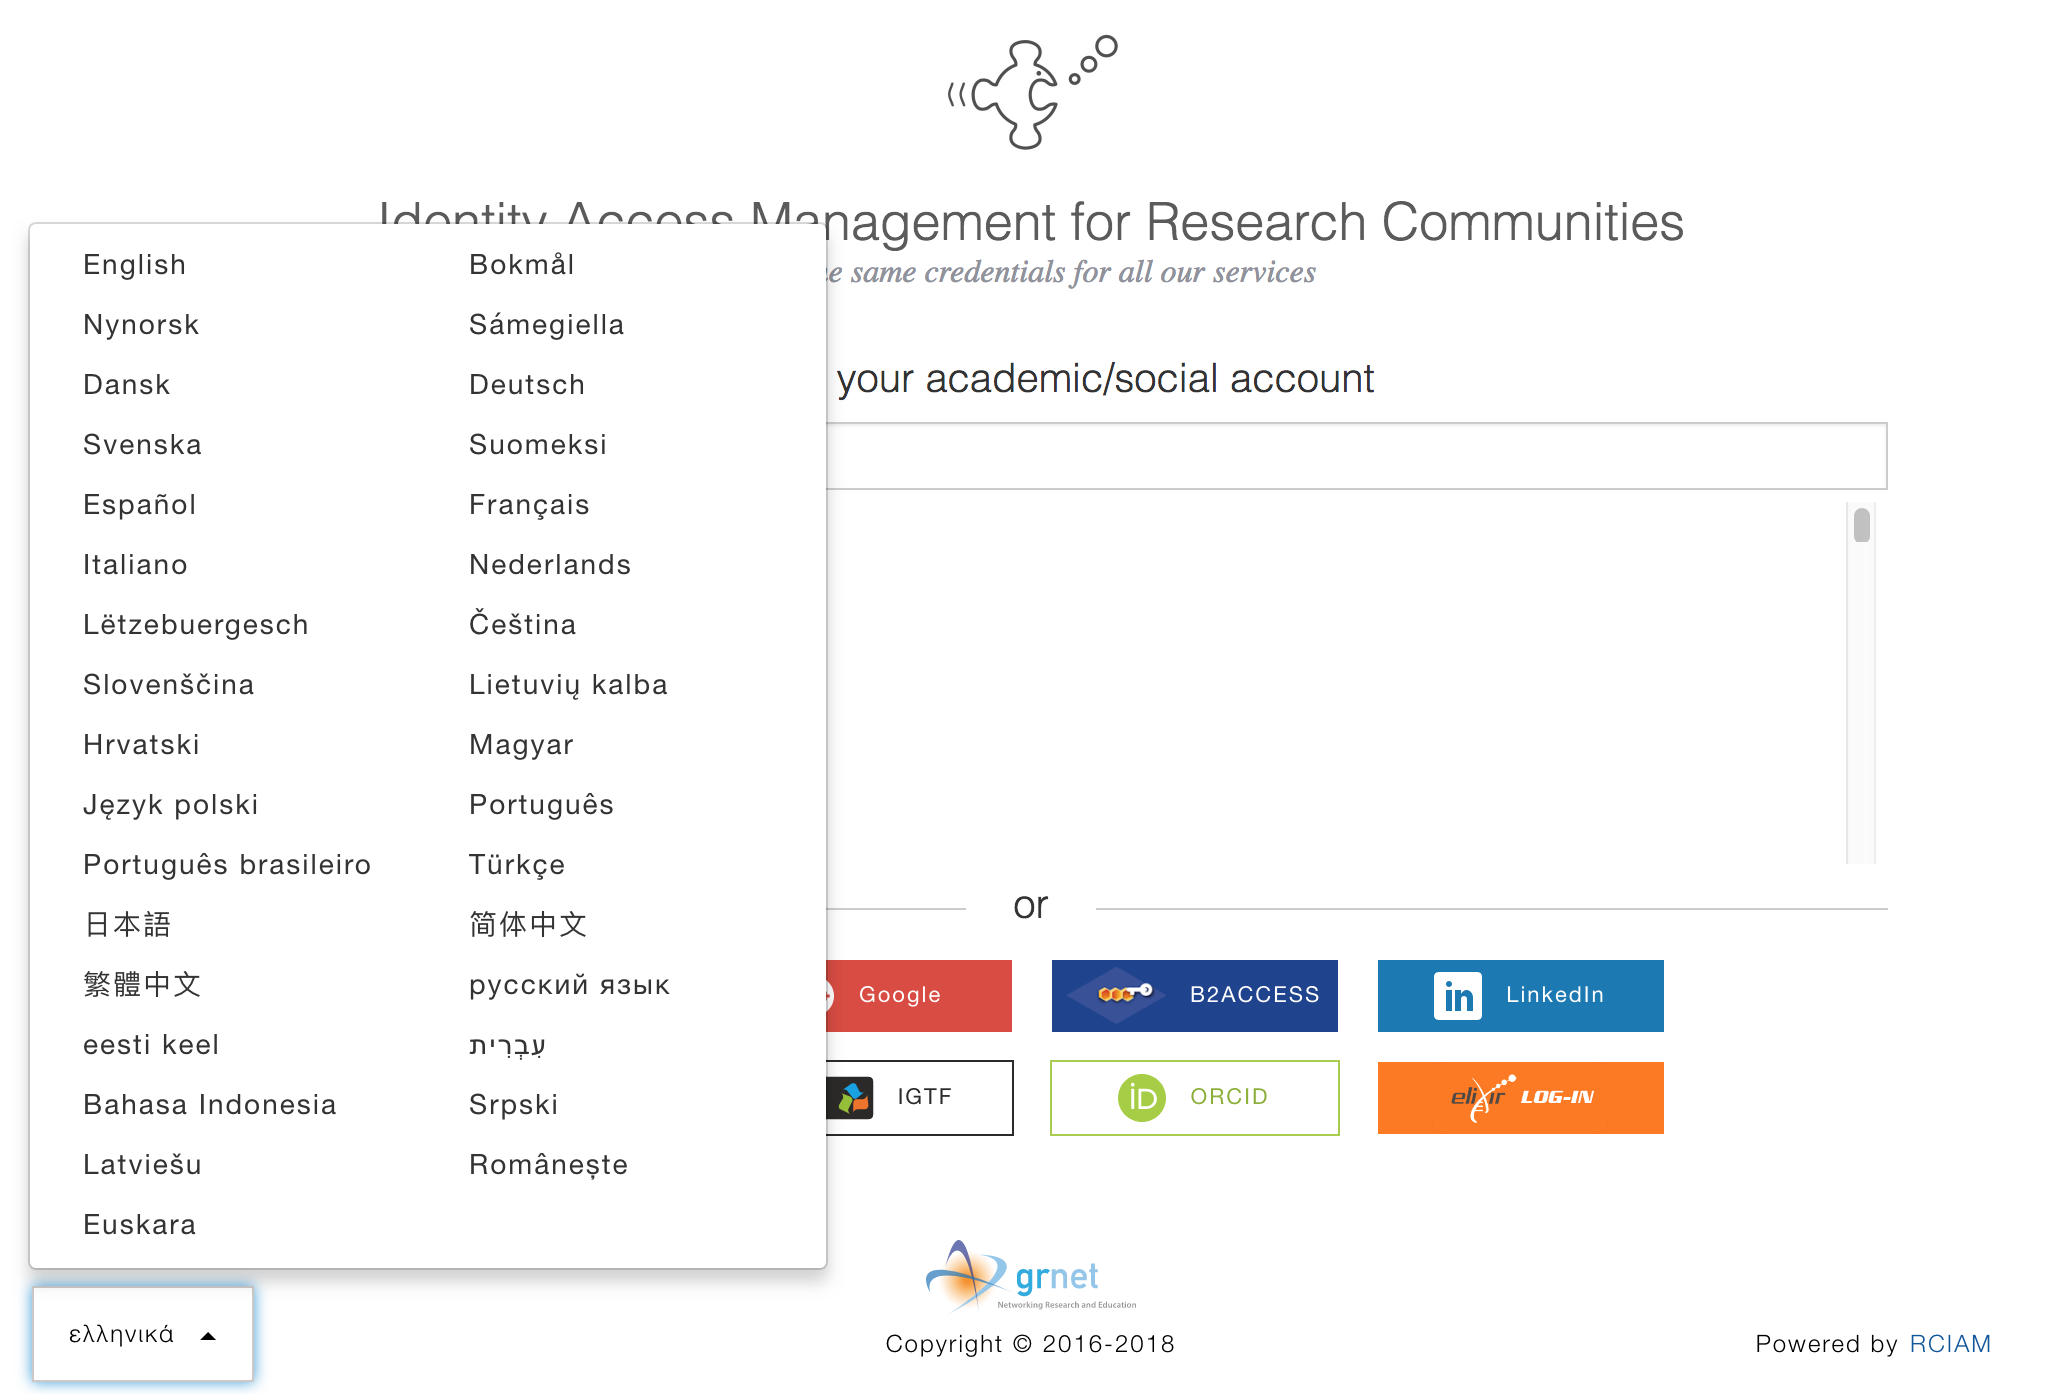 Identity Access Management for Research Communities
same credentials for all our services
English Bokmål
Nynorsk Sámegiella
Dansk Deutsch
your academic/social account
Svenska Suomeksi
Español Français
Italiano Nederlands
Lëtzebuergesch Čeština
Slovenščina Lietuvių kalba
Hrvatski Magyar
Język polski Português
Português brasileiro Türkçe
or
日本語 简体中文
繁體中文 русский язык
Google B2ACCESS in LinkedIn
eesti keel עִבְרִית
Bahasa Indonesia Srpski
IGTF iD ORCID elixir LOG-IN
Latviešu Românește
Euskara
grnet
Networking Research and Education
ελληνικά
Copyright © 2016-2018
Powered by RCIAM